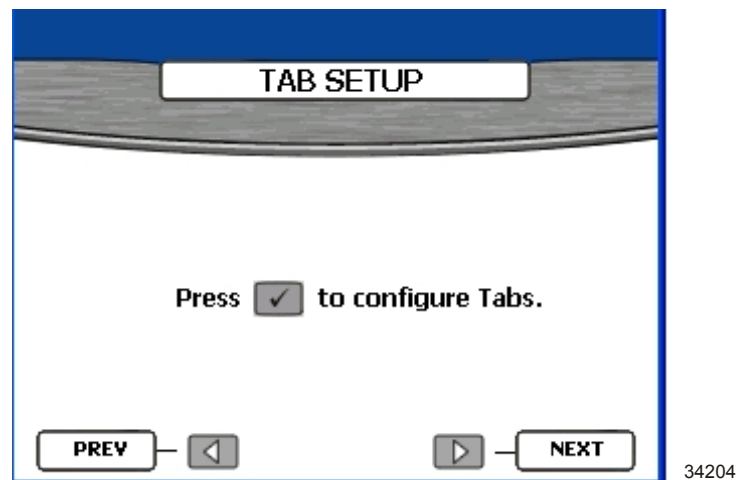 TAB SETUP
Press ✓ to configure Tabs.
PREV
NEXT
34204